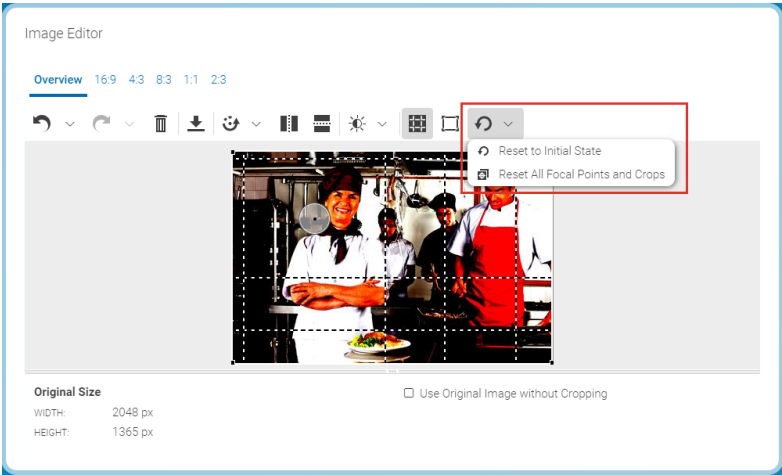 Image Editor
Overview 16:9 4:3 8:3 1:1 2:3
Reset to Initial State
Reset All Focal Points and Crops
Original Size
WIDTH: 2048 px
HEIGHT: 1365 px
Use Original Image without Cropping